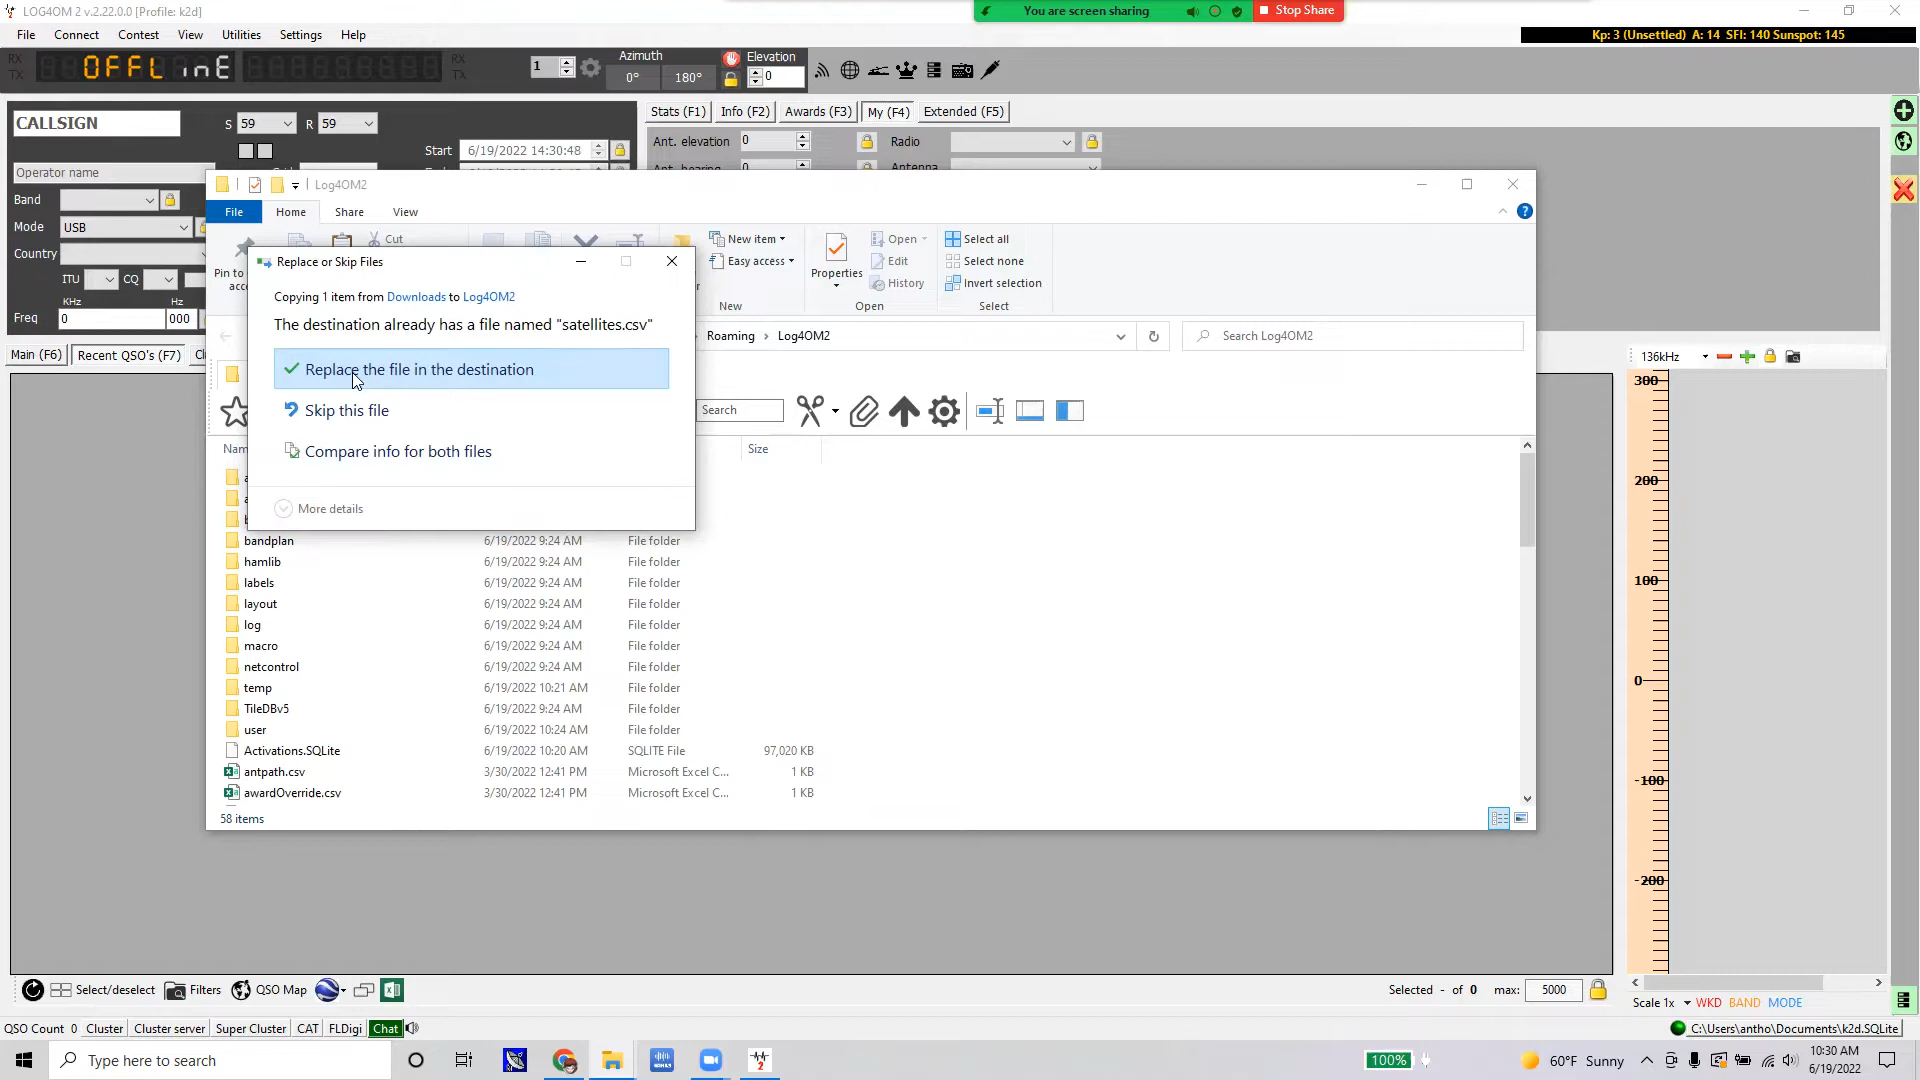 LOG4OM 2 v.2.22.0.0 [Profile: k2d]
You are screen sharing
Stop Share
File Connect Contest View Utilities Settings Help
Kp: 3 (Unsettled) A: 14 SFI: 140 Sunspot: 145
RX
TX
OFFLinE
RX
TX
1
Azimuth
0° 180°
Elevation
0
CALLSIGN
S 59 R 59
Stats (F1) Info (F2) Awards (F3) My (F4) Extended (F5)
Start 6/19/2022 14:30:48
Ant. elevation 0
Radio
Operator name
Band
Mode USB
Country
ITU CQ
KHz Hz
Freq 0 000
Log4OM2
File Home Share View
Cut
New item
Easy access
New
Properties
Open
Edit
History
Open
Select all
Select none
Invert selection
Select
Replace or Skip Files
Copying 1 item from Downloads to Log4OM2
The destination already has a file named "satellites.csv"
Replace the file in the destination
Skip this file
Compare info for both files
More details
Roaming > Log4OM2
Search Log4OM2
Main (F6) Recent QSO's (F7)
136kHz
Search
Size
bandplan 6/19/2022 9:24 AM File folder
hamlib 6/19/2022 9:24 AM File folder
labels 6/19/2022 9:24 AM File folder
layout 6/19/2022 9:24 AM File folder
log 6/19/2022 9:24 AM File folder
macro 6/19/2022 9:24 AM File folder
netcontrol 6/19/2022 9:24 AM File folder
temp 6/19/2022 10:21 AM File folder
TileDBv5 6/19/2022 9:24 AM File folder
user 6/19/2022 10:24 AM File folder
Activations.SQLite 6/19/2022 10:20 AM SQLITE File 97,020 KB
antpath.csv 3/30/2022 12:41 PM Microsoft Excel C... 1 KB
awardOverride.csv 3/30/2022 12:41 PM Microsoft Excel C... 1 KB
58 items
300
200
100
0
-100
-200
Select/deselect Filters QSO Map
Selected - of 0 max: 5000
Scale 1x WKD BAND MODE
QSO Count 0 Cluster Cluster server Super Cluster CAT FLDigi Chat
C:\Users\antho\Documents\k2d.SQLite
Type here to search
100%
60°F Sunny
10:30 AM
6/19/2022